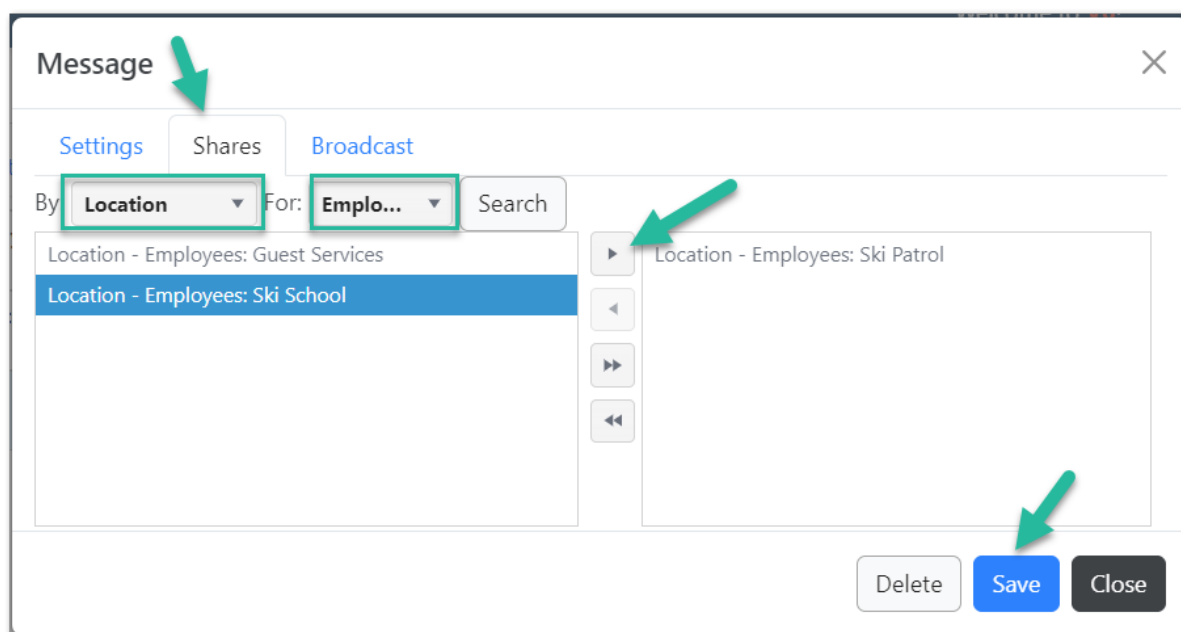 Message
Settings Shares Broadcast
By Location For: Emplo... Search
Location - Employees: Guest Services
Location - Employees: Ski Patrol
Location - Employees: Ski School
Delete Save Close